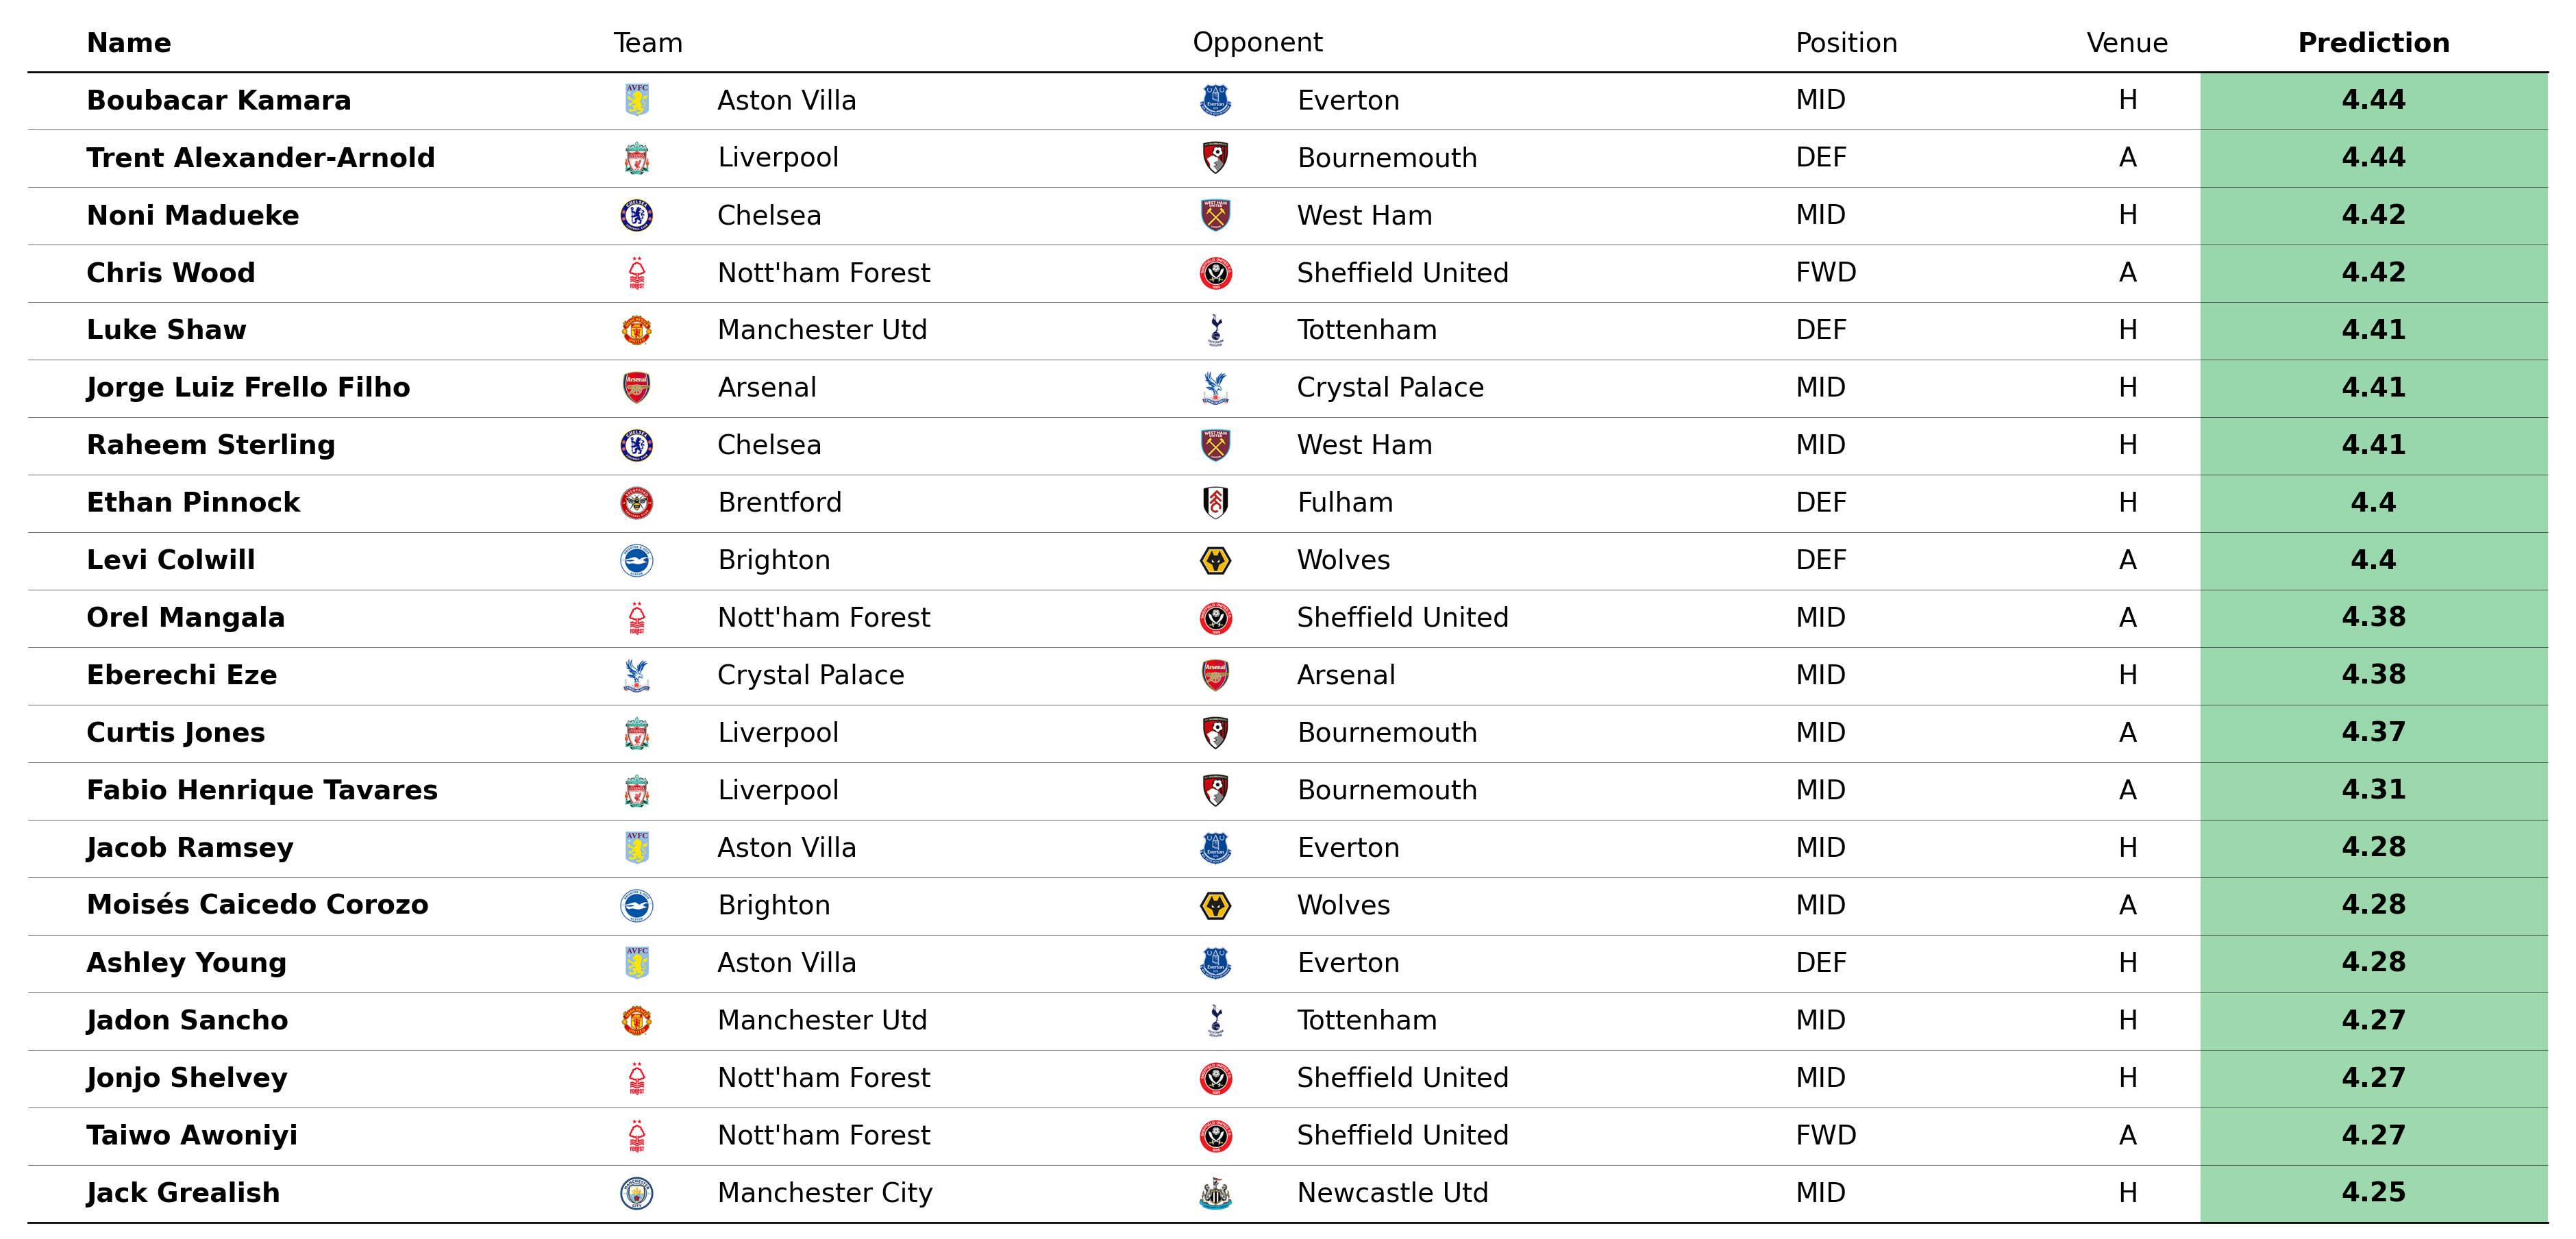 Name Team Opponent Position Venue Prediction
Boubacar Kamara Aston Villa Everton MID H 4.44
Trent Alexander-Arnold Liverpool Bournemouth DEF A 4.44
Noni Madueke Chelsea West Ham MID H 4.42
Chris Wood Nott'ham Forest Sheffield United FWD A 4.42
Luke Shaw Manchester Utd Tottenham DEF H 4.41
Jorge Luiz Frello Filho Arsenal Crystal Palace MID H 4.41
Raheem Sterling Chelsea West Ham MID H 4.41
Ethan Pinnock Brentford Fulham DEF H 4.4
Levi Colwill Brighton Wolves DEF A 4.4
Orel Mangala Nott'ham Forest Sheffield United MID A 4.38
Eberechi Eze Crystal Palace Arsenal MID H 4.38
Curtis Jones Liverpool Bournemouth MID A 4.37
Fabio Henrique Tavares Liverpool Bournemouth MID A 4.31
Jacob Ramsey Aston Villa Everton MID H 4.28
Moisés Caicedo Corozo Brighton Wolves MID A 4.28
Ashley Young Aston Villa Everton DEF H 4.28
Jadon Sancho Manchester Utd Tottenham MID H 4.27
Jonjo Shelvey Nott'ham Forest Sheffield United MID H 4.27
Taiwo Awoniyi Nott'ham Forest Sheffield United FWD A 4.27
Jack Grealish Manchester City Newcastle Utd MID H 4.25